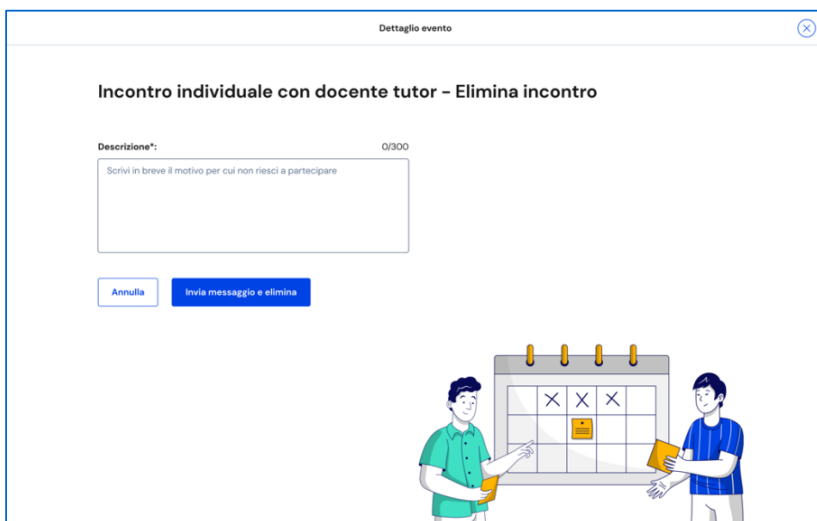 Dettaglio evento
Incontro individuale con docente tutor - Elimina incontro
Descrizione*: 0/300
Scrivi in breve il motivo per cui non riesci a partecipare
Annulla Invia messaggio e elimina